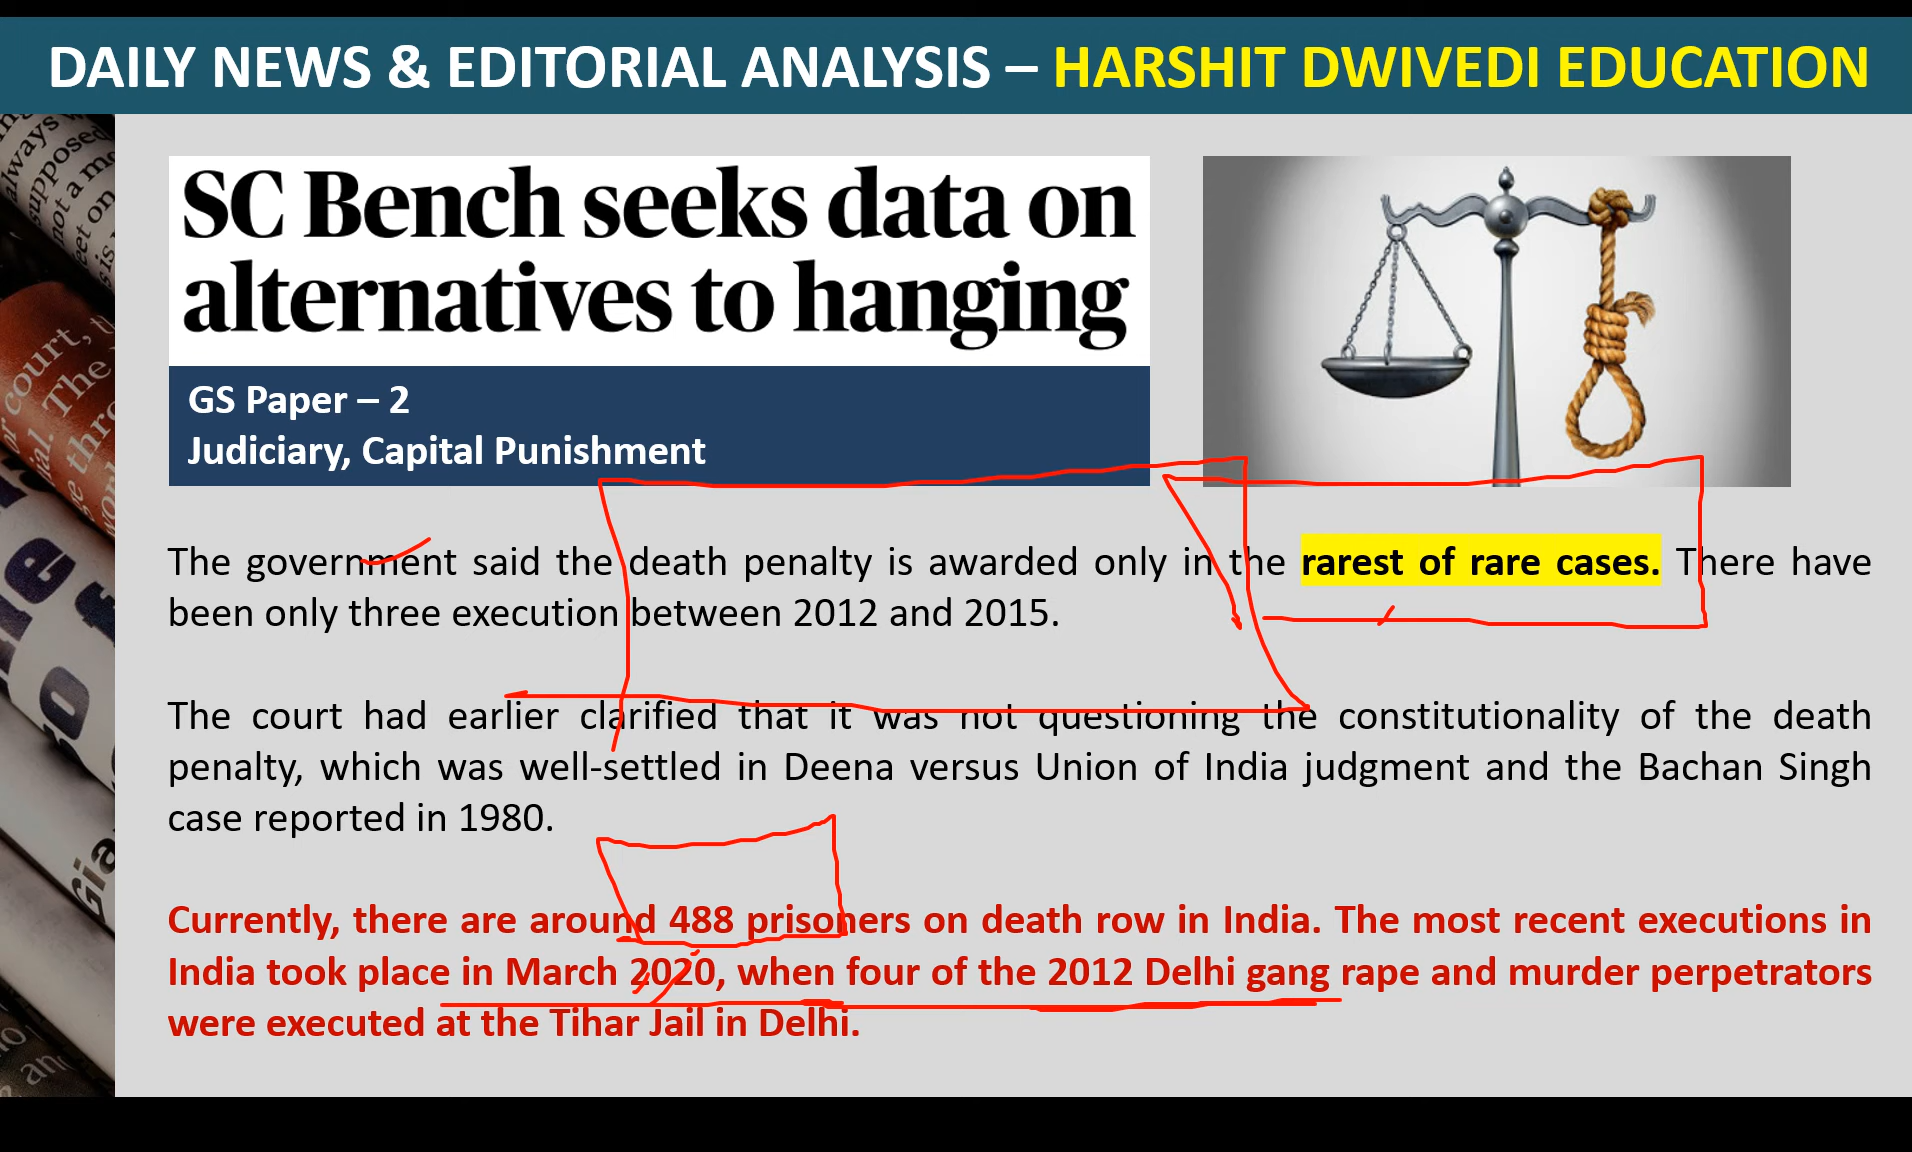 DAILY NEWS & EDITORIAL ANALYSIS – HARSHIT DWIVEDI EDUCATION
SC Bench seeks data on
alternatives to hanging
GS Paper – 2
Judiciary, Capital Punishment
The government said the death penalty is awarded only in the rarest of rare cases. There have
been only three execution between 2012 and 2015.
The court had earlier clarified that it was not questioning the constitutionality of the death
penalty, which was well-settled in Deena versus Union of India judgment and the Bachan Singh
case reported in 1980.
Currently, there are around 488 prisoners on death row in India. The most recent executions in
India took place in March 2020, when four of the 2012 Delhi gang rape and murder perpetrators
were executed at the Tihar Jail in Delhi.